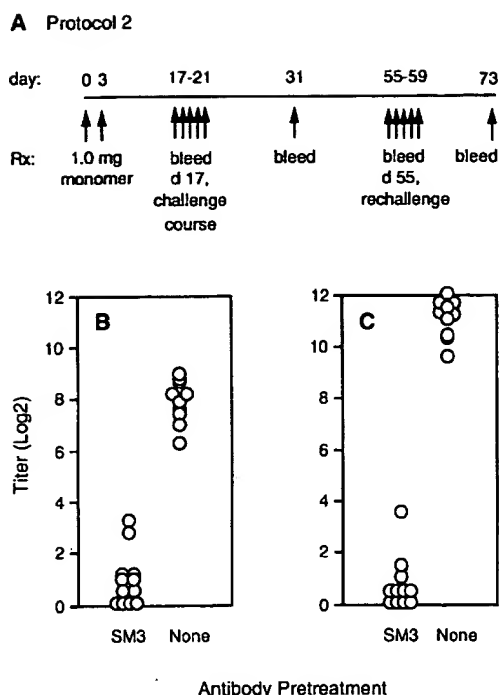 A Protocol 2
day: 0 3 17-21 31 55-59 73
Rx: 1.0 mg bleed bleed bleed bleed
monomer d 17, d 55,
challenge rechallenge
course
12 B 12 C
10 10
8 8
6 6
4 4
2 2
0 0
Titer (Log2)
SM3 None SM3 None
Antibody Pretreatment